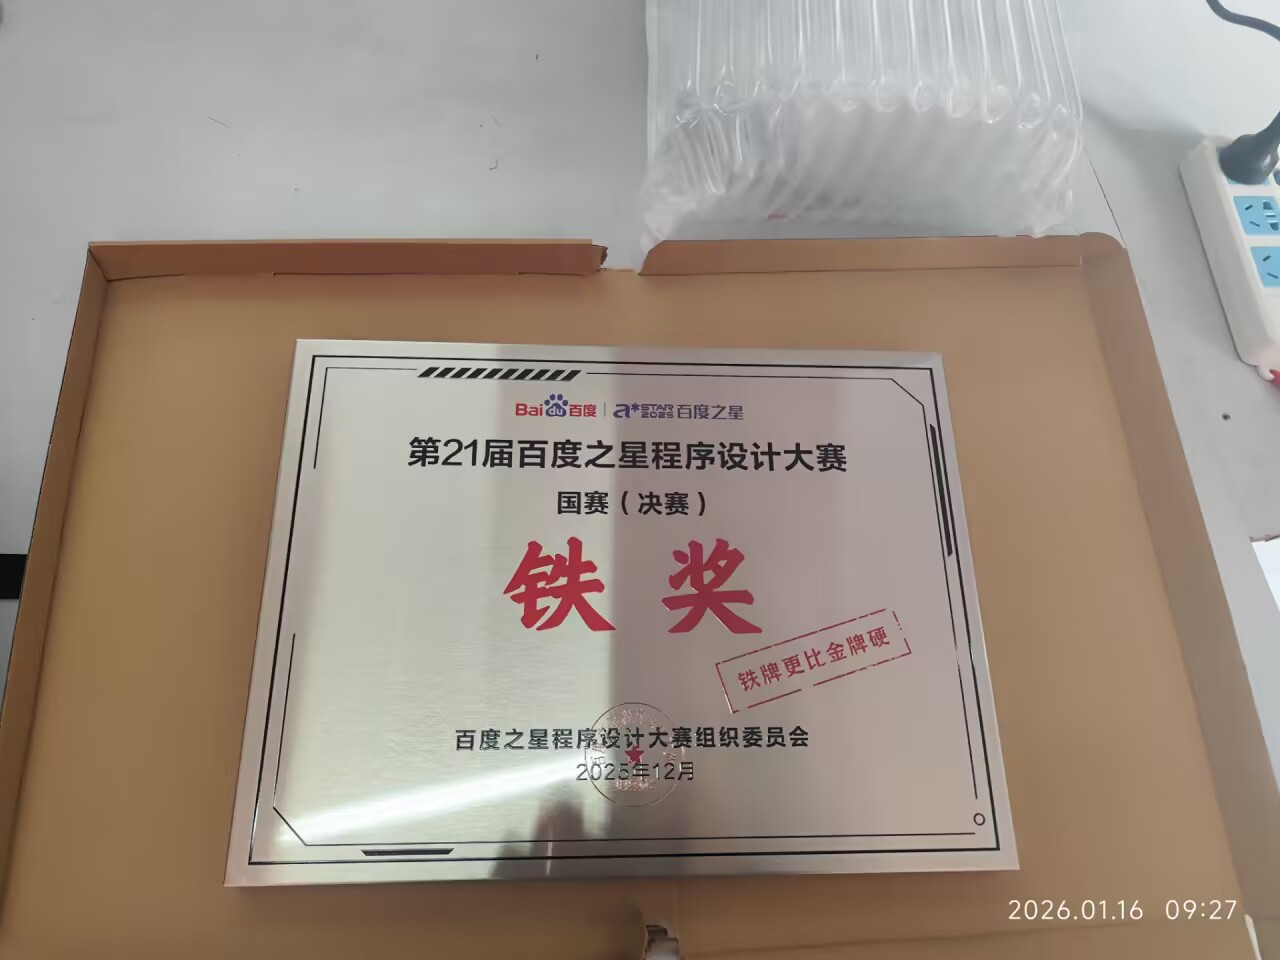 Bai du 百度 | a*STAR 2025 百度之星
第21届百度之星程序设计大赛
国赛（决赛）
铁奖
铁牌更比金牌硬
百度之星程序设计大赛组织委员会
2025年12月
2026.01.16 09:27